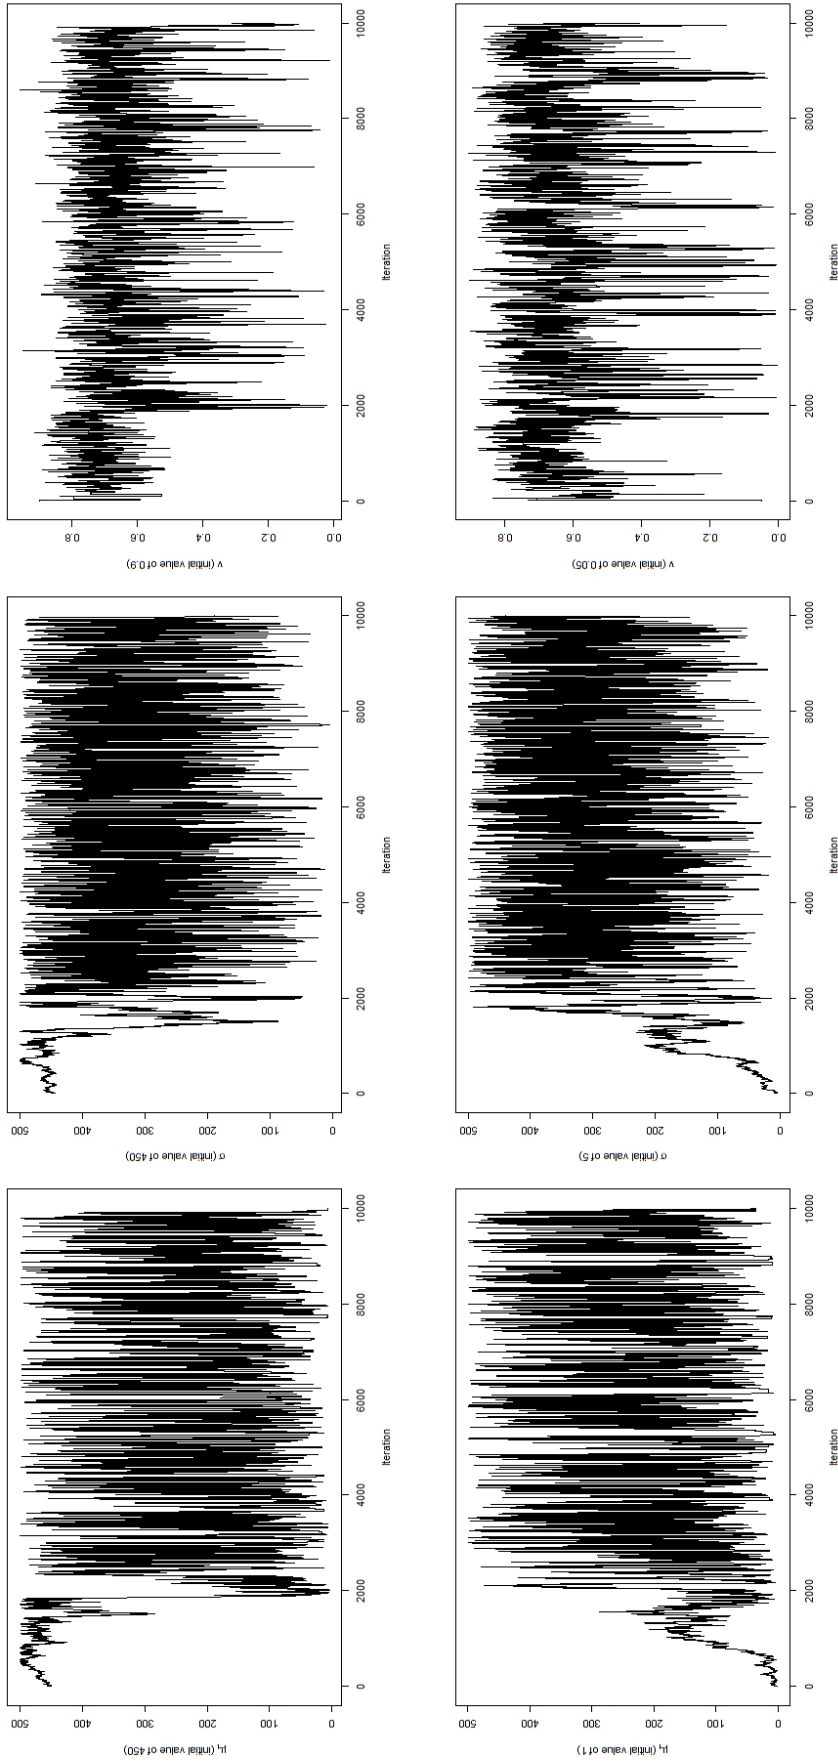 μ₁ (initial value of 450)
0 100 200 300 400 500
0 2000 4000 6000 8000 10000
Iteration
σ (initial value of 450)
0 100 200 300 400 500
0 2000 4000 6000 8000 10000
Iteration
ν (initial value of 0.9)
0.0 0.2 0.4 0.6 0.8
0 2000 4000 6000 8000 10000
Iteration
μ₁ (initial value of 1)
0 100 200 300 400 500
0 2000 4000 6000 8000 10000
Iteration
σ (initial value of 5)
0 100 200 300 400 500
0 2000 4000 6000 8000 10000
Iteration
ν (initial value of 0.05)
0.0 0.2 0.4 0.6 0.8
0 2000 4000 6000 8000 10000
Iteration